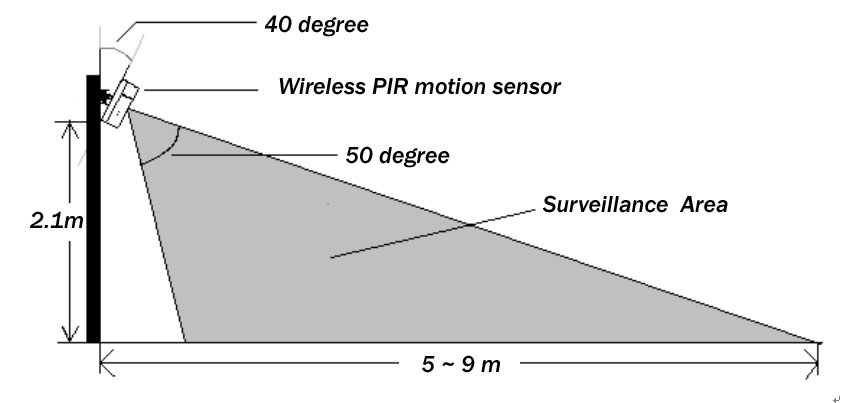 40 degree
Wireless PIR motion sensor
50 degree
Surveillance Area
2.1m
5 ~ 9 m